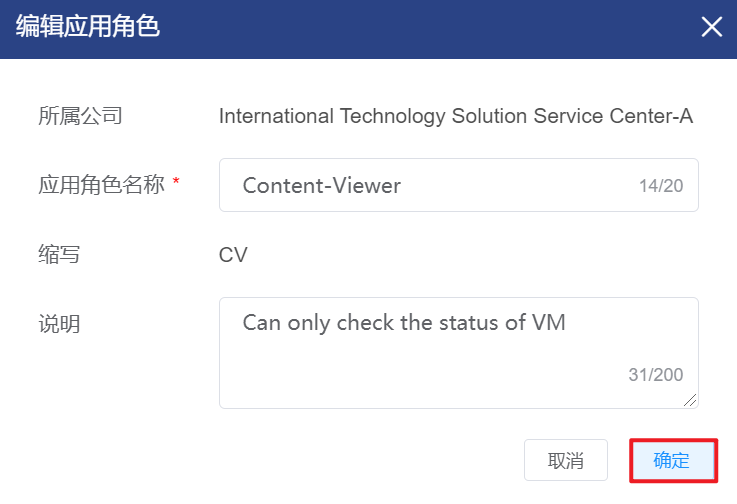 编辑应用角色
所属公司 International Technology Solution Service Center-A
应用角色名称 * Content-Viewer 14/20
缩写 CV
说明 Can only check the status of VM
31/200
取消 确定